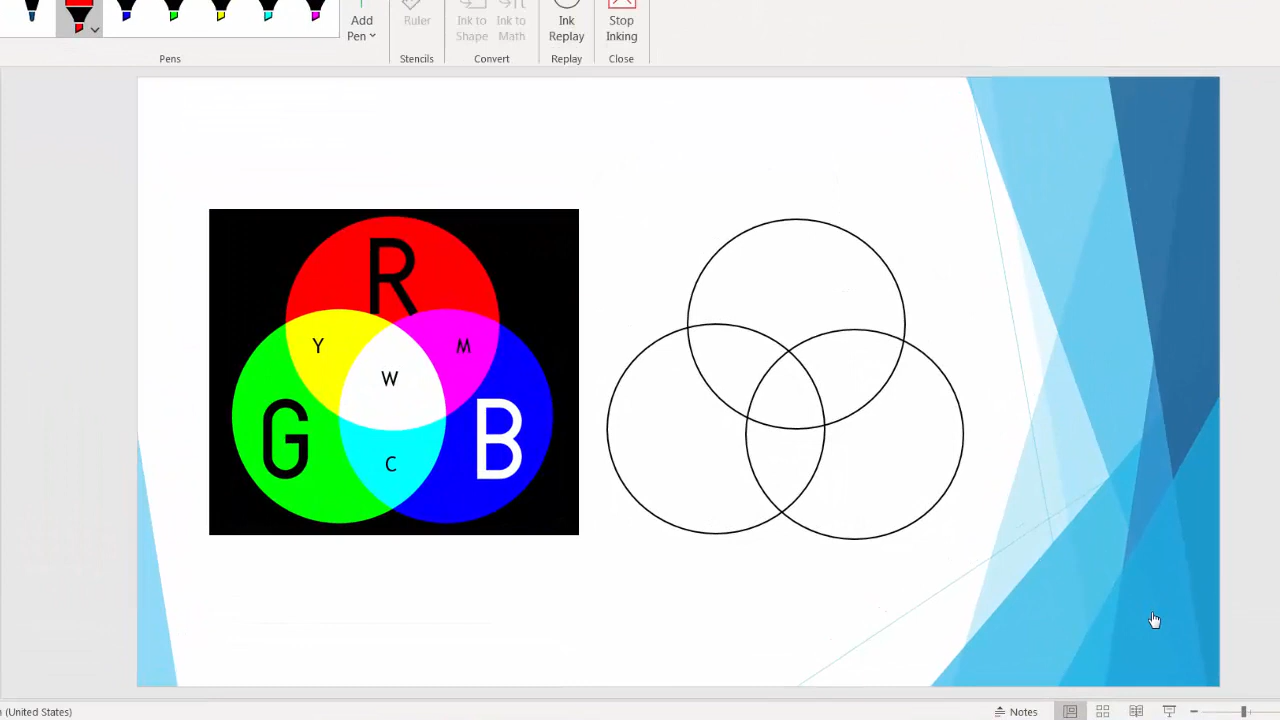 Add
Pen
Ruler
Ink to
Shape
Ink to
Math
Ink
Replay
Stop
Inking
Pens
Stencils
Convert
Replay
Close
R
Y
M
W
G
B
C
(United States)
Notes